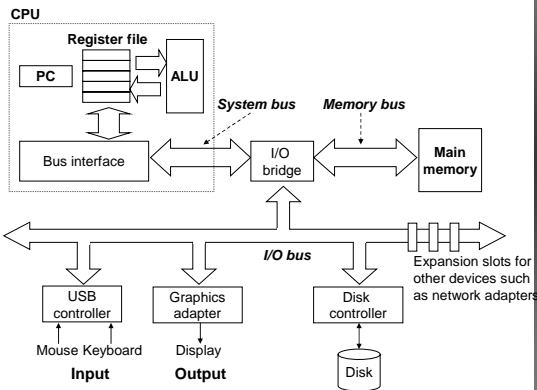 CPU
Register file
PC
ALU
System bus
Memory bus
Bus interface
I/O
bridge
Main
memory
I/O bus
Expansion slots for
other devices such
as network adapters
USB
controller
Graphics
adapter
Disk
controller
Mouse Keyboard
Display
Input
Output
Disk